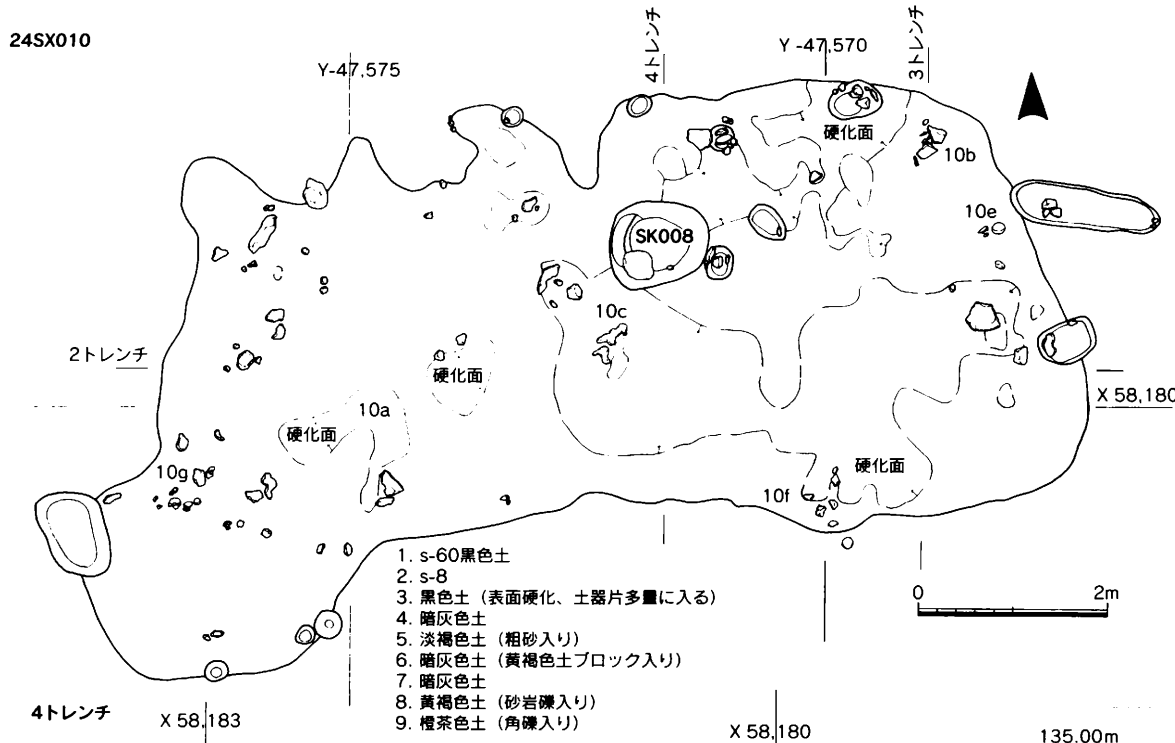 24SX010
Y-47,575
4トレンチ
Y -47,570
3トレンチ
硬化面
10b
10e
SK008
10c
2トレンチ
硬化面
X 58,180
10a
硬化面
10g
硬化面
10f
1. s-60黒色土
2. s-8
3. 黒色土（表面硬化、土器片多量に入る）
4. 暗灰色土
5. 淡褐色土（粗砂入り）
6. 暗灰色土（黄褐色土ブロック入り）
7. 暗灰色土
8. 黄褐色土（砂岩礫入り）
9. 橙茶色土（角礫入り）
0 2m
4トレンチ
X 58,183
X 58,180
135.00m